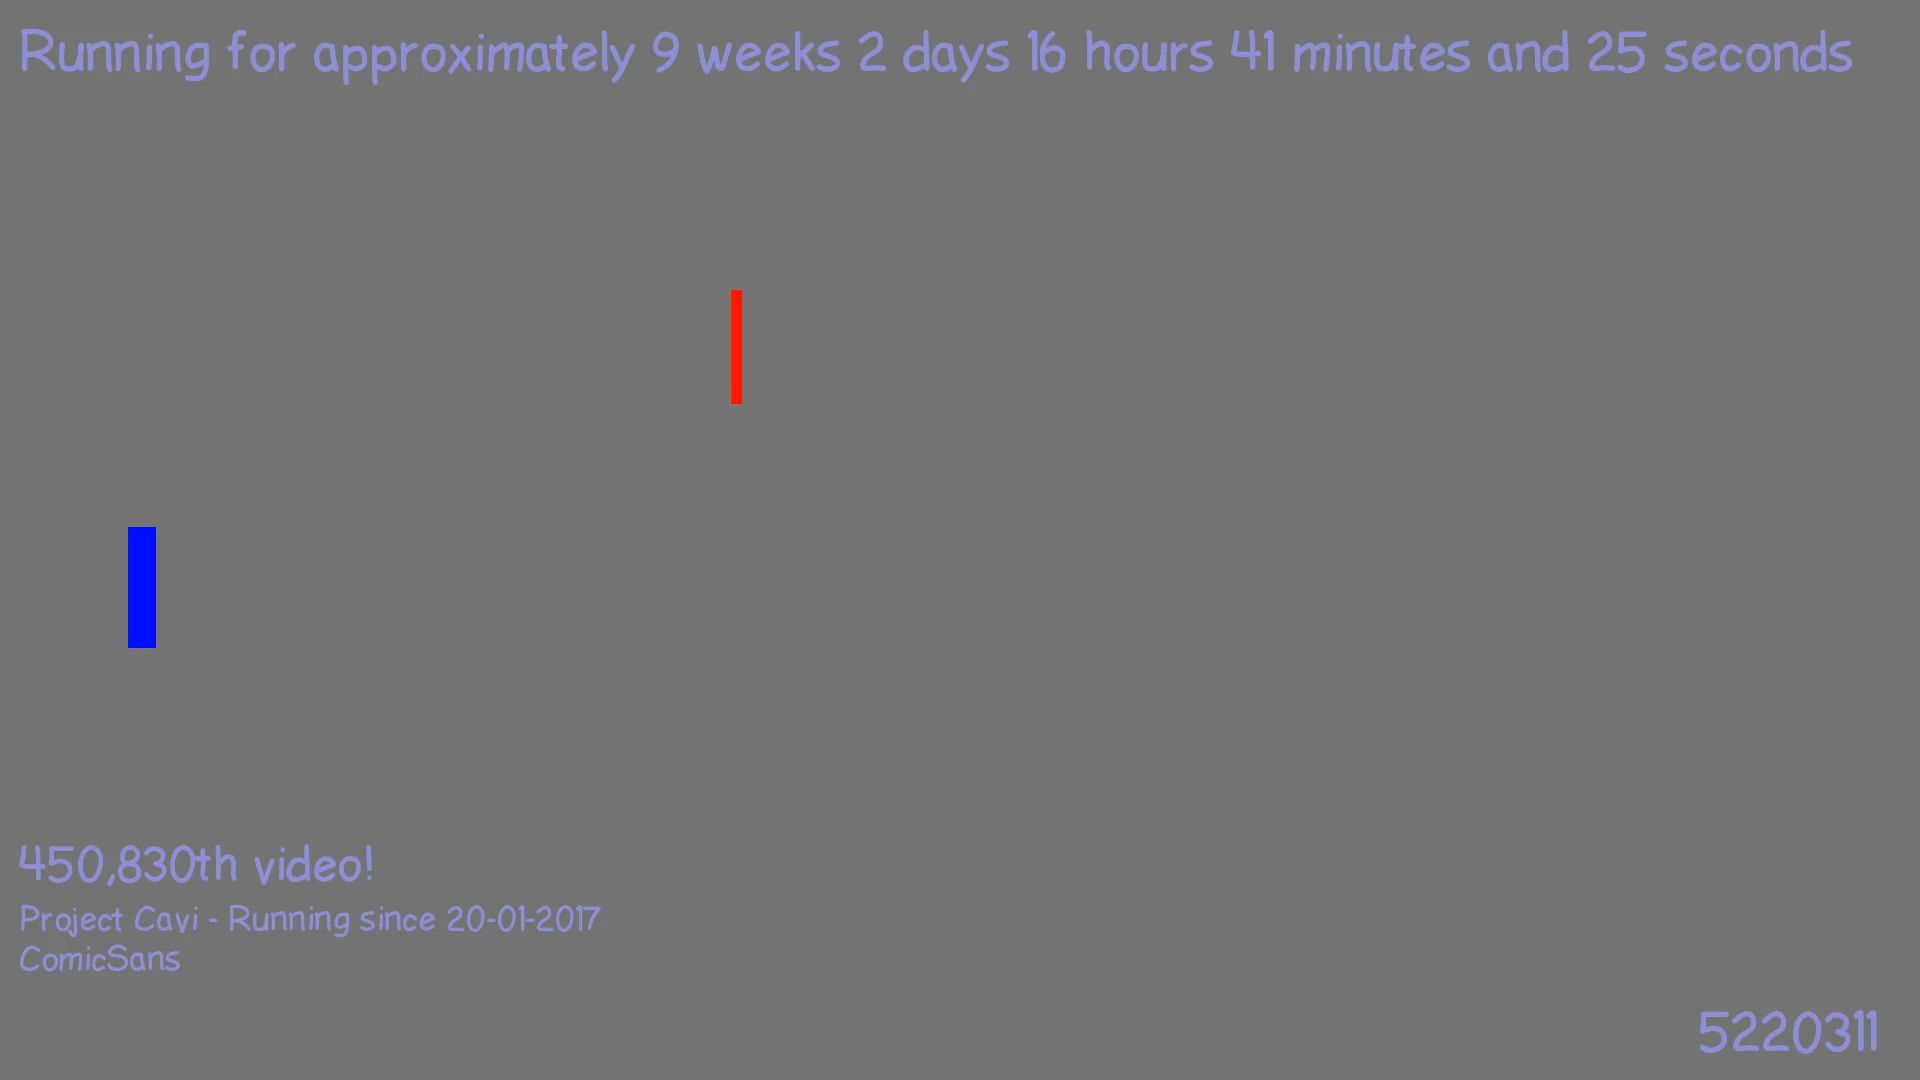 Running for approximately 9 weeks 2 days 16 hours 41 minutes and 25 seconds
450,830th video!
Project Cavi - Running since 20-01-2017
ComicSans
5220311